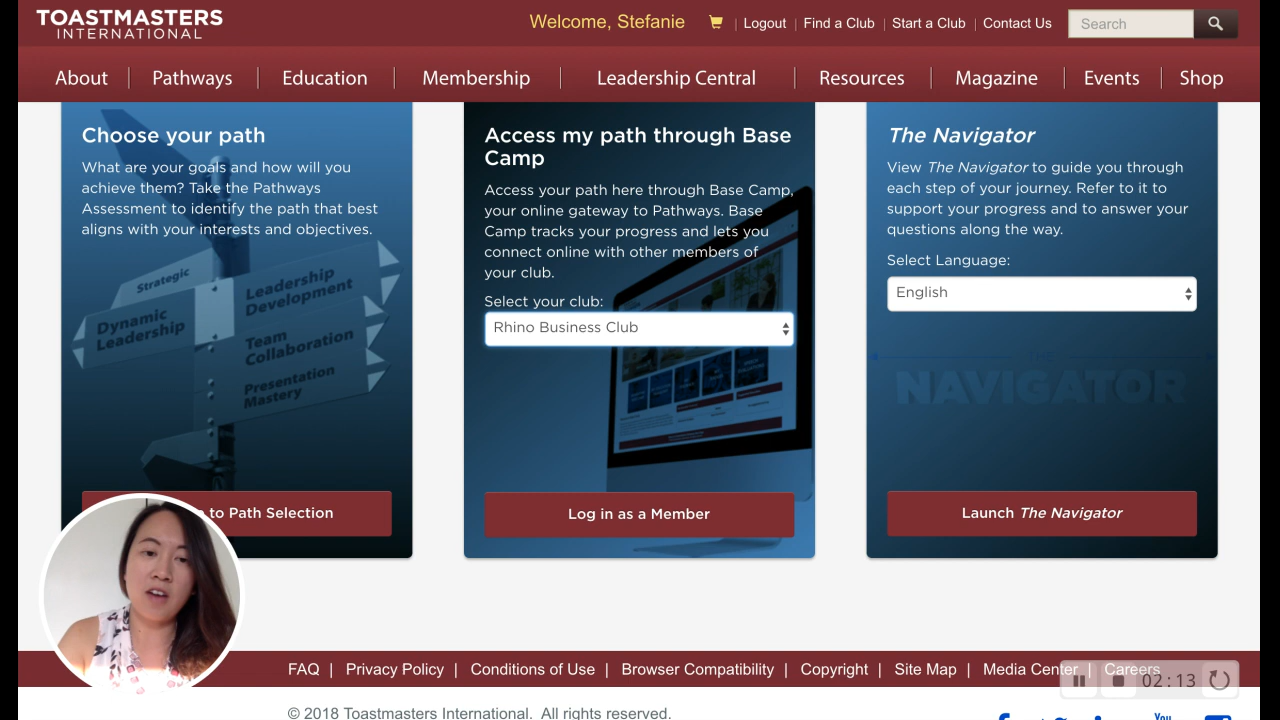 TOASTMASTERS
INTERNATIONAL
Welcome, Stefanie
Logout | Find a Club | Start a Club | Contact Us
Search
About | Pathways | Education | Membership | Leadership Central | Resources | Magazine | Events | Shop
Choose your path
What are your goals and how will you
achieve them? Take the Pathways
Assessment to identify the path that best
aligns with your interests and objectives.
Strategic
Leadership
Development
Dynamic
Leadership
Team
Collaboration
Presentation
Mastery
to Path Selection
Access my path through Base
Camp
Access your path here through Base Camp,
your online gateway to Pathways. Base
Camp tracks your progress and lets you
connect online with other members of
your club.
Select your club:
Rhino Business Club
Log in as a Member
The Navigator
View The Navigator to guide you through
each step of your journey. Refer to it to
support your progress and to answer your
questions along the way.
Select Language:
English
THE
NAVIGATOR
Launch The Navigator
FAQ | Privacy Policy | Conditions of Use | Browser Compatibility | Copyright | Site Map | Media Center | Careers
02:13
© 2018 Toastmasters International. All rights reserved.
You